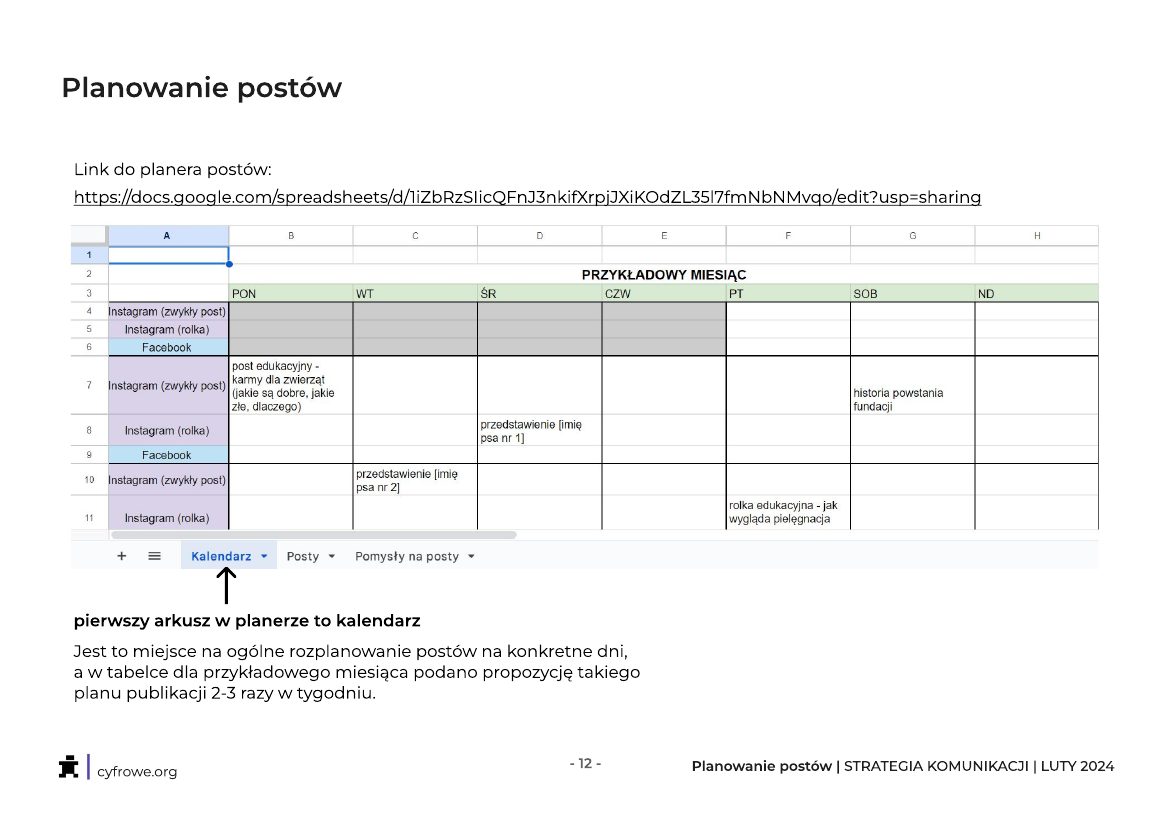 Planowanie postów
Link do planera postów:
https://docs.google.com/spreadsheets/d/1iZbRzSIicQFnJ3nkifXrpjJXiKOdZL35l7fmNbNMvqo/edit?usp=sharing
A B C D E F G H
1
2 PRZYKŁADOWY MIESIĄC
3 PON WT ŚR CZW PT SOB ND
4 Instagram (zwykły post)
5 Instagram (rolka)
6 Facebook
7 Instagram (zwykły post)
post edukacyjny -
karmy dla zwierząt
(jakie są dobre, jakie
złe, dlaczego)
historia powstania
fundacji
8 Instagram (rolka)
przedstawienie [imię
psa nr 1]
9 Facebook
10 Instagram (zwykły post)
przedstawienie [imię
psa nr 2]
11 Instagram (rolka)
rolka edukacyjna - jak
wygląda pielęgnacja
Kalendarz Posty Pomysły na posty
pierwszy arkusz w planerze to kalendarz
Jest to miejsce na ogólne rozplanowanie postów na konkretne dni,
a w tabelce dla przykładowego miesiąca podano propozycję takiego
planu publikacji 2-3 razy w tygodniu.
cyfrowe.org
- 12 -
Planowanie postów | STRATEGIA KOMUNIKACJI | LUTY 2024